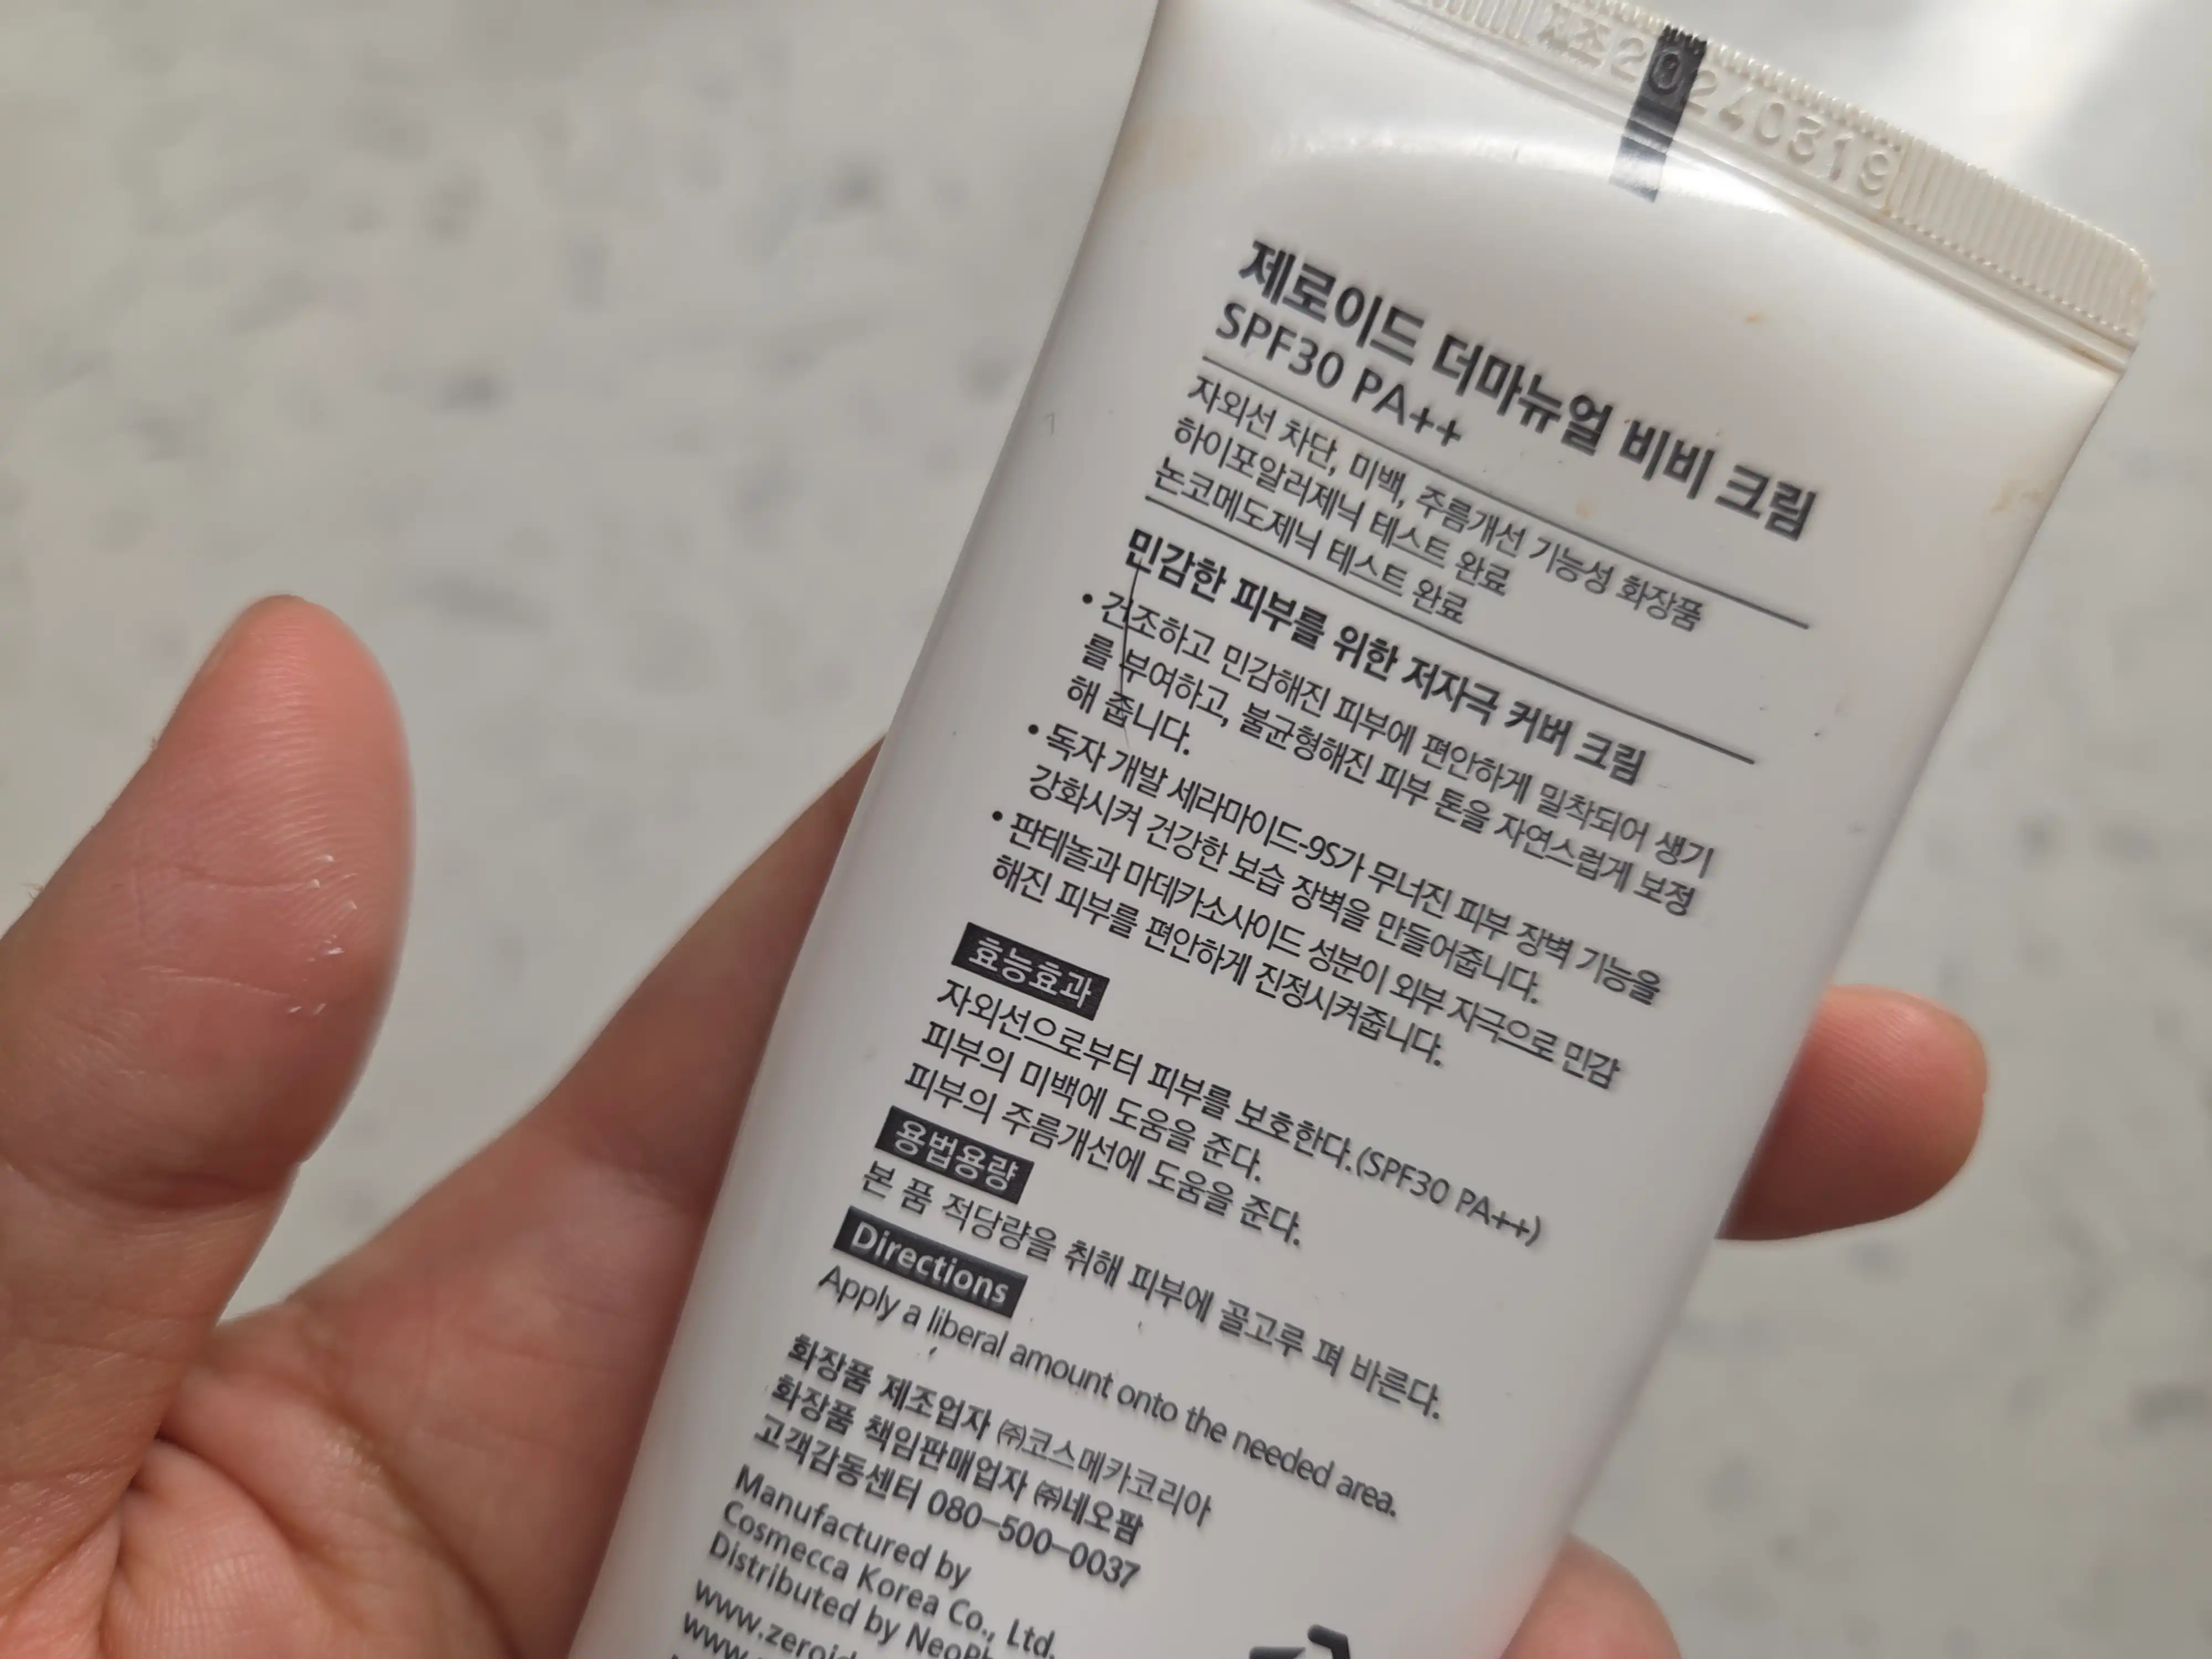 제조20240319
제로이드 더마뉴얼 비비 크림
SPF30 PA++
자외선 차단, 미백, 주름개선 기능성 화장품
하이포알러제닉 테스트 완료
논코메도제닉 테스트 완료
민감한 피부를 위한 저자극 커버 크림
• 건조하고 민감해진 피부에 편안하게 밀착되어 생기
를 부여하고, 불균형해진 피부 톤을 자연스럽게 보정
해 줍니다.
• 독자 개발 세라마이드-9S가 무너진 피부 장벽 기능을
강화시켜 건강한 보습 장벽을 만들어줍니다.
• 판테놀과 마데카소사이드 성분이 외부 자극으로 민감
해진 피부를 편안하게 진정시켜줍니다.
효능효과
자외선으로부터 피부를 보호한다.(SPF30 PA++)
피부의 미백에 도움을 준다.
피부의 주름개선에 도움을 준다.
용법용량
본 품 적당량을 취해 피부에 골고루 펴 바른다.
Directions
Apply a liberal amount onto the needed area.
화장품 제조업자 ㈜코스메카코리아
화장품 책임판매업자 ㈜네오팜
고객감동센터 080-500-0037
Manufactured by
Cosmecca Korea Co., Ltd.
Distributed by NeoPh
www.zeroid
www.